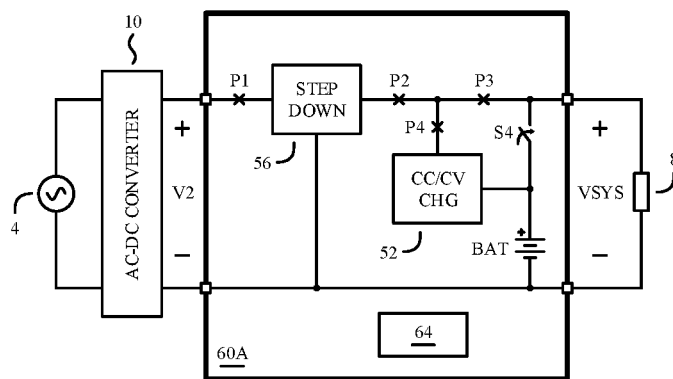 10
AC-DC CONVERTER
4
+
V2
−
P1
STEP
DOWN
56
P2
P3
P4
S4
CC/CV
CHG
52
+
BAT
+
VSYS
−
8
60A
64